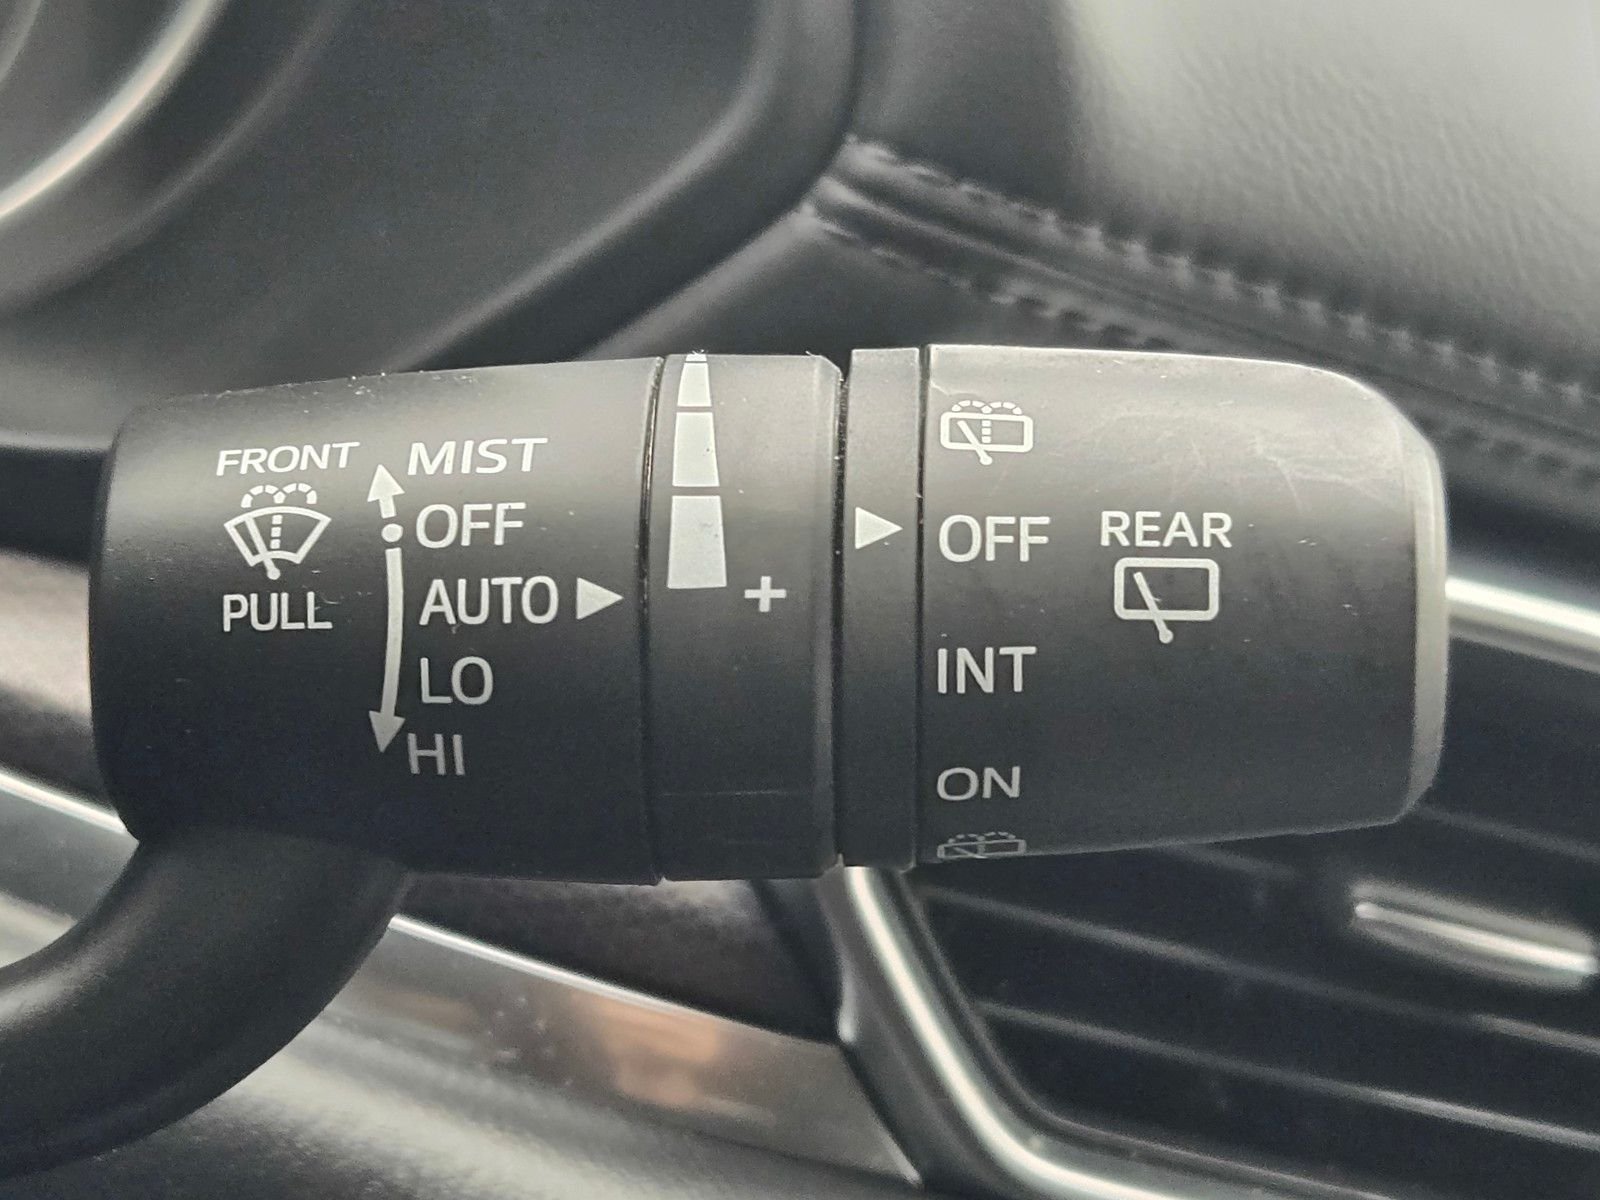 FRONT
PULL
MIST
OFF
AUTO
LO
HI
+
OFF
INT
ON
REAR